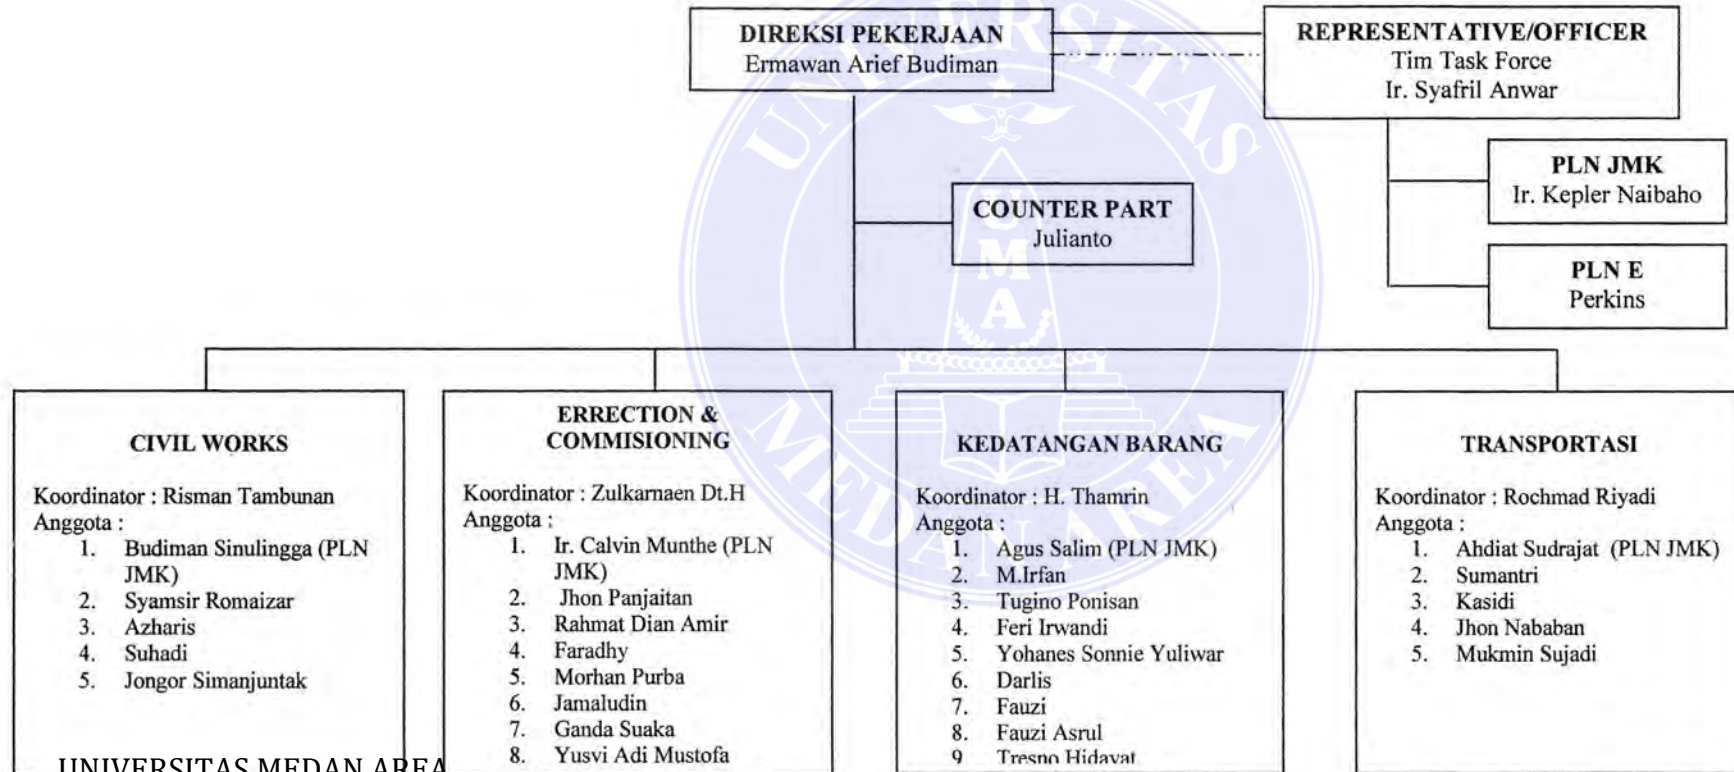 DIREKSI PEKERJAAN
Ermawan Arief Budiman
REPRESENTATIVE/OFFICER
Tim Task Force
Ir. Syafril Anwar
PLN JMK
Ir. Kepler Naibaho
COUNTER PART
Julianto
PLN E
Perkins
CIVIL WORKS
Koordinator : Risman Tambunan
Anggota :
1. Budiman Sinulingga (PLN
JMK)
2. Syamsir Romaizar
3. Azharis
4. Suhadi
5. Jongor Simanjuntak
ERRECTION &
COMMISIONING
Koordinator : Zulkarnaen Dt.H
Anggota :
1. Ir. Calvin Munthe (PLN
JMK)
2. Jhon Panjaitan
3. Rahmat Dian Amir
4. Faradhy
5. Morhan Purba
6. Jamaludin
7. Ganda Suaka
8. Yusvi Adi Mustofa
KEDATANGAN BARANG
Koordinator : H. Thamrin
Anggota :
1. Agus Salim (PLN JMK)
2. M.Irfan
3. Tugino Ponisan
4. Feri Irwandi
5. Yohanes Sonnie Yuliwar
6. Darlis
7. Fauzi
8. Fauzi Asrul
9 Tresno Hidayat
TRANSPORTASI
Koordinator : Rochmad Riyadi
Anggota :
1. Ahdiat Sudrajat (PLN JMK)
2. Sumantri
3. Kasidi
4. Jhon Nababan
5. Mukmin Sujadi
UNIVERSITAS MEDAN AREA
UNIVERSITAS
MEDAN AREA
U
M
A